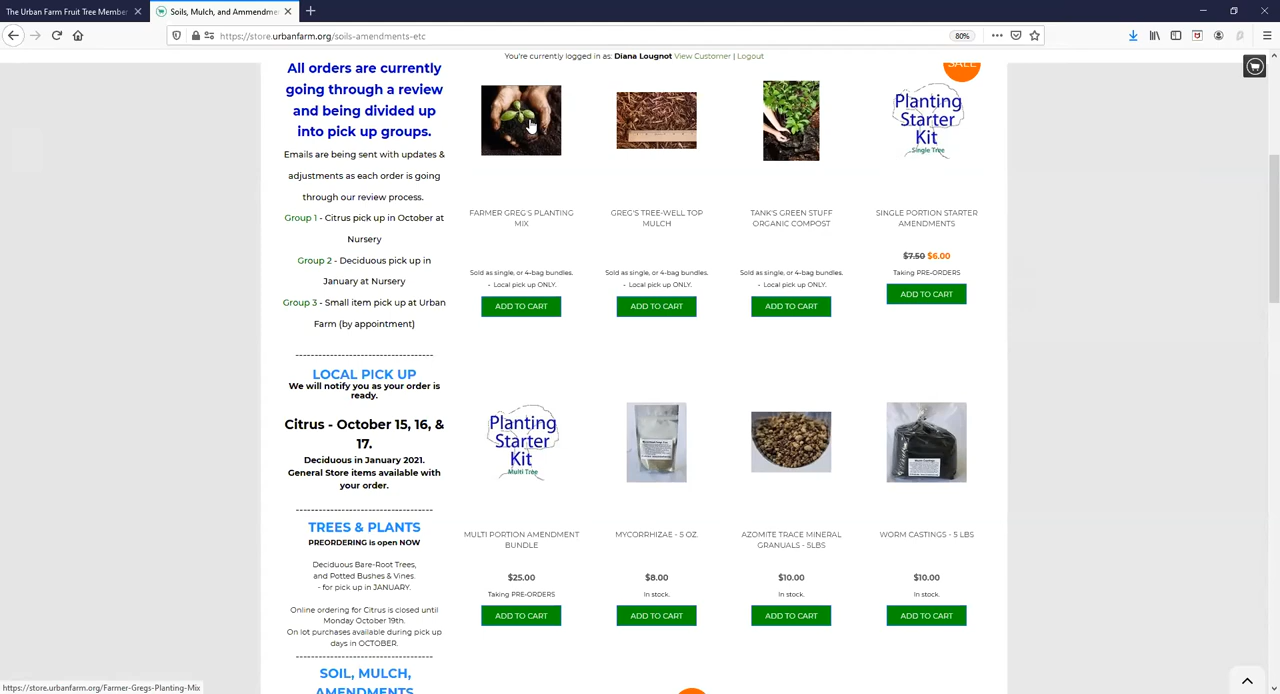 The Urban Farm Fruit Tree Member
Soils, Mulch, and Ammendme
https://store.urbanfarm.org/soils-amendments-etc
80%
You're currently logged in as: Diana Lougnot View Customer | Logout
All orders are currently
going through a review
and being divided up
into pick up groups.
Emails are being sent with updates &
adjustments as each order is going
through our review process.
Group 1 - Citrus pick up in October at
Nursery
Group 2 - Deciduous pick up in
January at Nursery
Group 3 - Small item pick up at Urban
Farm (by appointment)
-----------------------------------
LOCAL PICK UP
We will notify you as your order is
ready.
Citrus - October 15, 16, &
17.
Deciduous in January 2021.
General Store items available with
your order.
-----------------------------------
TREES & PLANTS
PREORDERING is open NOW
Deciduous Bare-Root Trees,
and Potted Bushes & Vines
- for pick up in JANUARY.
Online ordering for Citrus is closed until
Monday October 19th.
On lot purchases available during pick up
days in OCTOBER.
-----------------------------------
SOIL, MULCH,
AMENDMENTS
SALE
Planting
Starter
Kit
Single Tree
FARMER GREG'S PLANTING
MIX
Sold as single, or 4-bag bundles.
- Local pick up ONLY.
ADD TO CART
GREG'S TREE-WELL TOP
MULCH
Sold as single, or 4-bag bundles.
- Local pick up ONLY.
ADD TO CART
TANK'S GREEN STUFF
ORGANIC COMPOST
Sold as single, or 4-bag bundles.
- Local pick up ONLY.
ADD TO CART
SINGLE PORTION STARTER
AMENDMENTS
$7.50 $6.00
Taking PRE-ORDERS
ADD TO CART
Planting
Starter
Kit
Multi Tree
MULTI PORTION AMENDMENT
BUNDLE
$25.00
Taking PRE-ORDERS
ADD TO CART
MYCORRHIZAE - 5 OZ.
$8.00
In stock.
ADD TO CART
AZOMITE TRACE MINERAL
GRANUALS - 5LBS
$10.00
In stock.
ADD TO CART
WORM CASTINGS - 5 LBS
$10.00
In stock.
ADD TO CART
https://store.urbanfarm.org/Farmer-Gregs-Planting-Mix